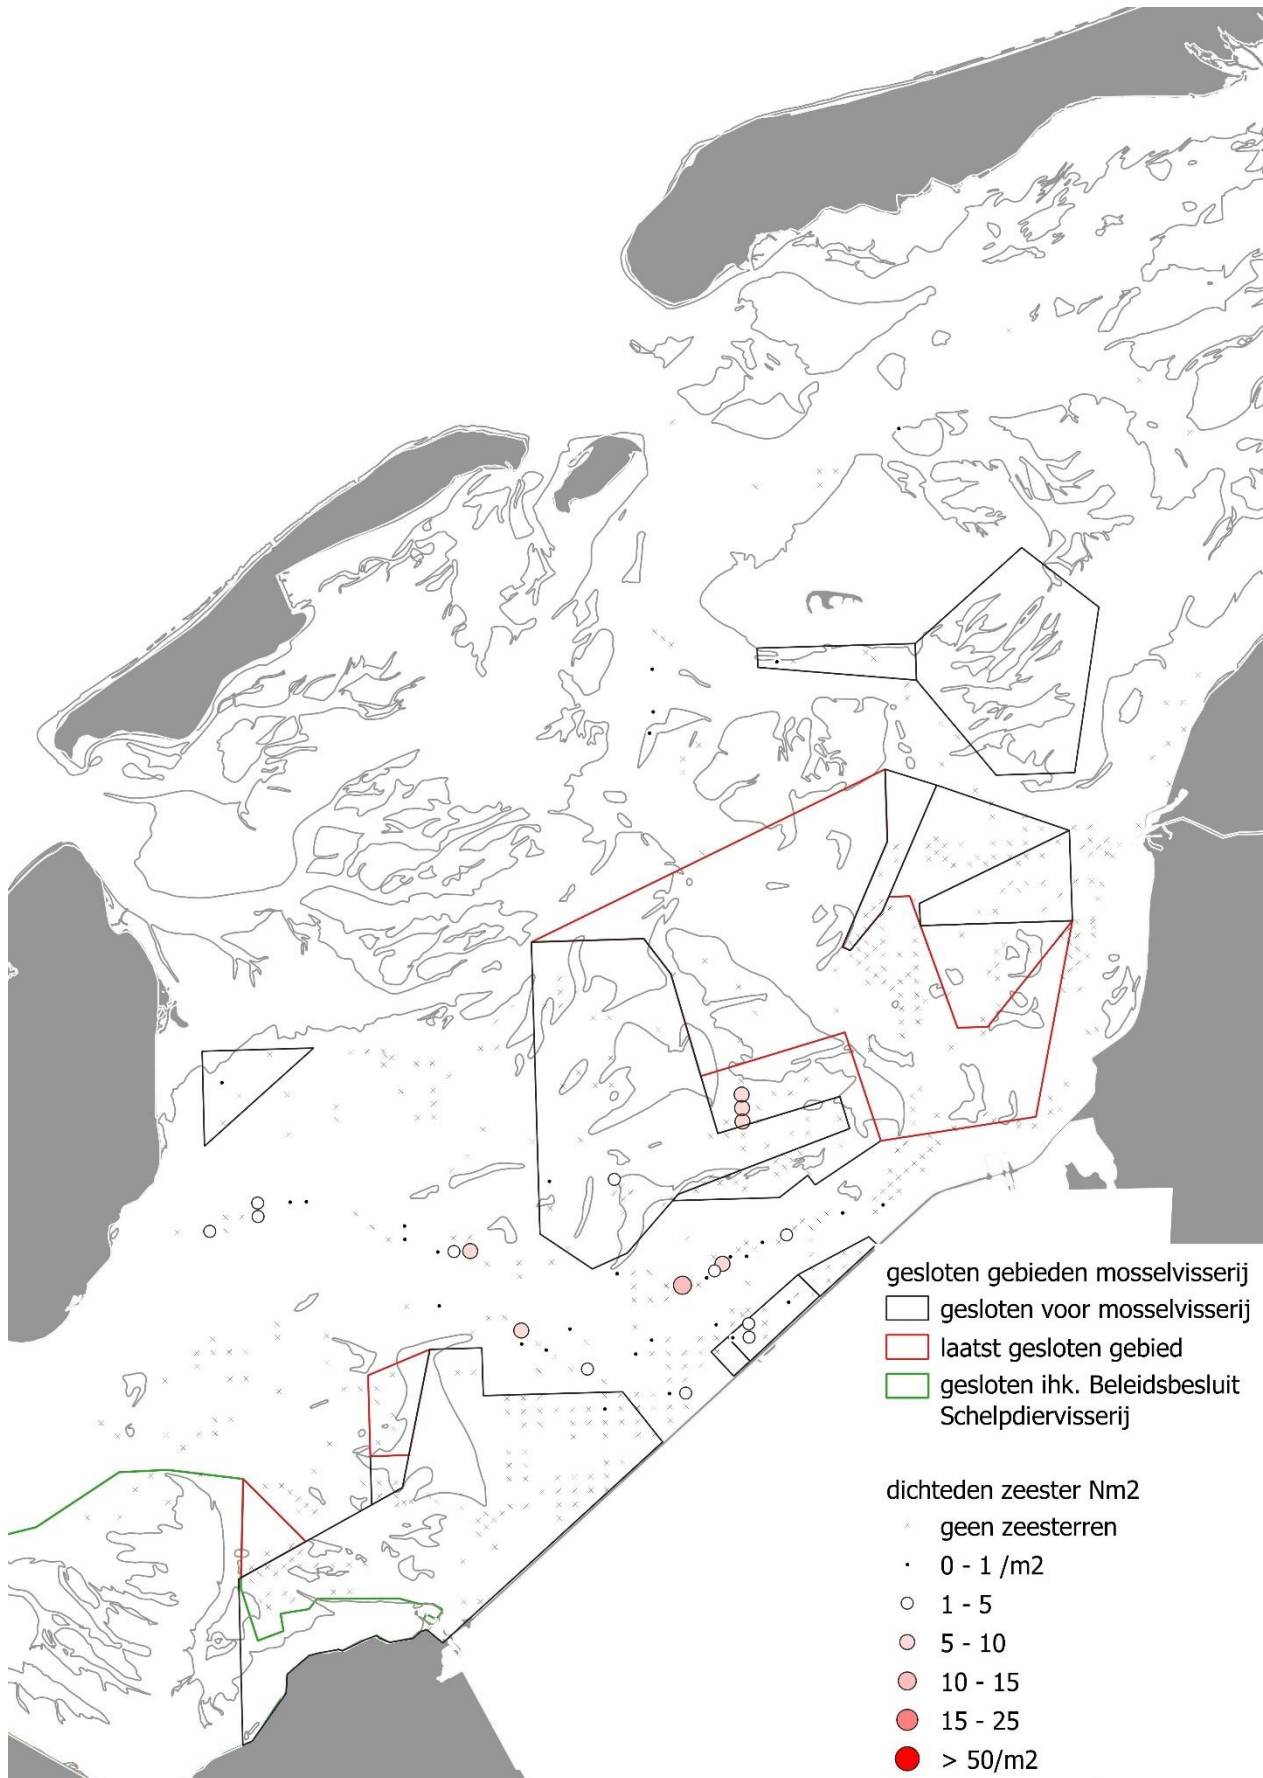 gesloten gebieden mosselvisserij
gesloten voor mosselvisserij
laatst gesloten gebied
gesloten ihk. Beleidsbesluit
Schelpdiervisserij
dichteden zeester Nm2
geen zeesterren
0 - 1 /m2
1 - 5
5 - 10
10 - 15
15 - 25
> 50/m2